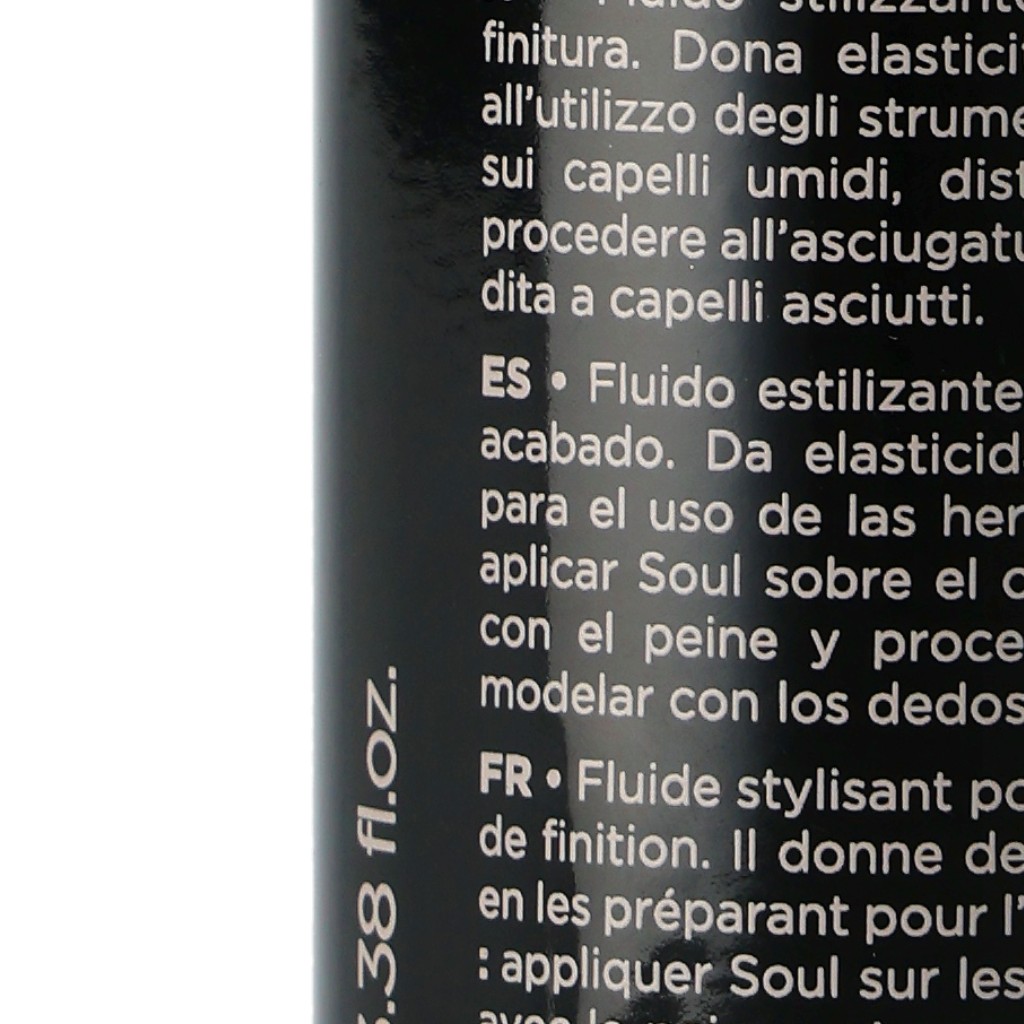 Fluido
finitura. Dona elastici
all'utilizzo degli strume
sui capelli umidi, dist
procedere all'asciugatu
dita a capelli asciutti.
ES • Fluido estilizante
acabado. Da elasticid
para el uso de las her
aplicar Soul sobre el c
con el peine y proce
modelar con los dedos
FR • Fluide stylisant po
de finition. Il donne de
en les préparant pour l'
: appliquer Soul sur les
.38 fl.oz.